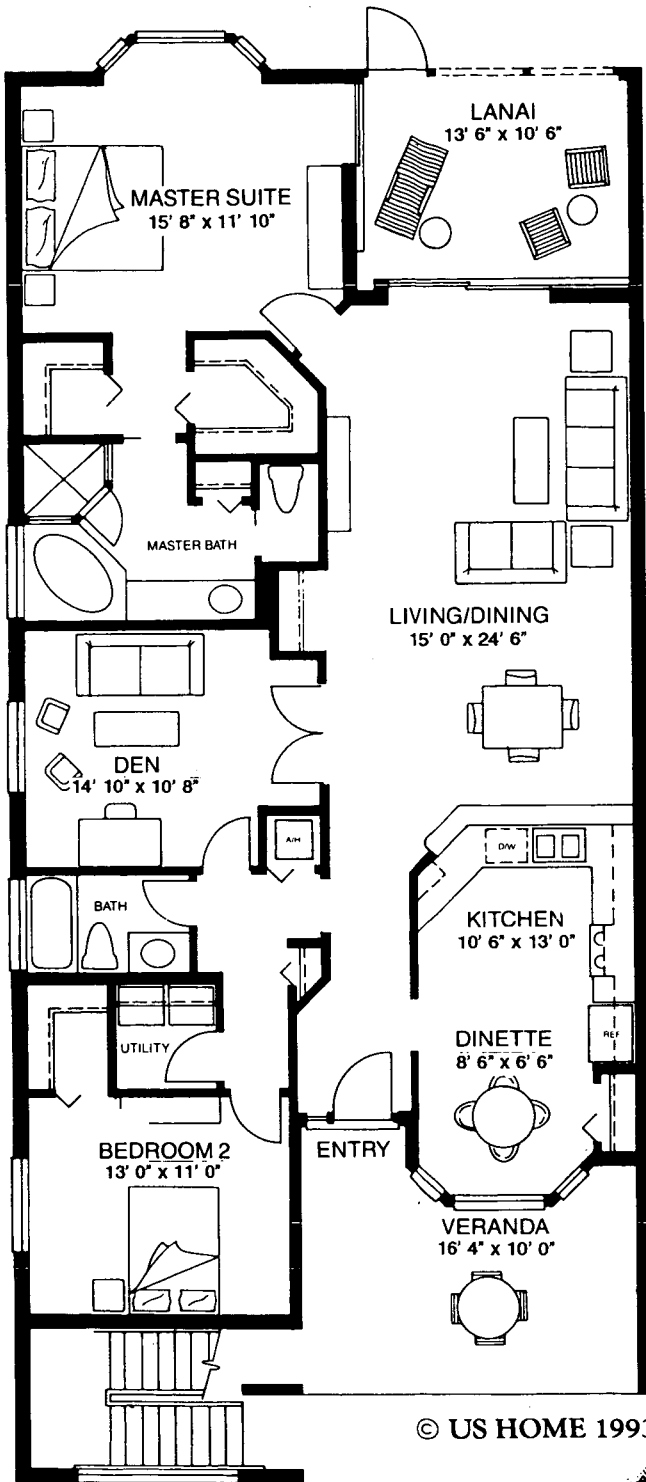 LANAI
13' 6" x 10' 6"
MASTER SUITE
15' 8" x 11' 10"
MASTER BATH
LIVING/DINING
15' 0" x 24' 6"
DEN
14' 10" x 10' 8"
A/H
D/W
BATH
KITCHEN
10' 6" x 13' 0"
UTILITY
DINETTE
8' 6" x 6' 6"
REF
ENTRY
BEDROOM 2
13' 0" x 11' 0"
VERANDA
16' 4" x 10' 0"
© US HOME 1993